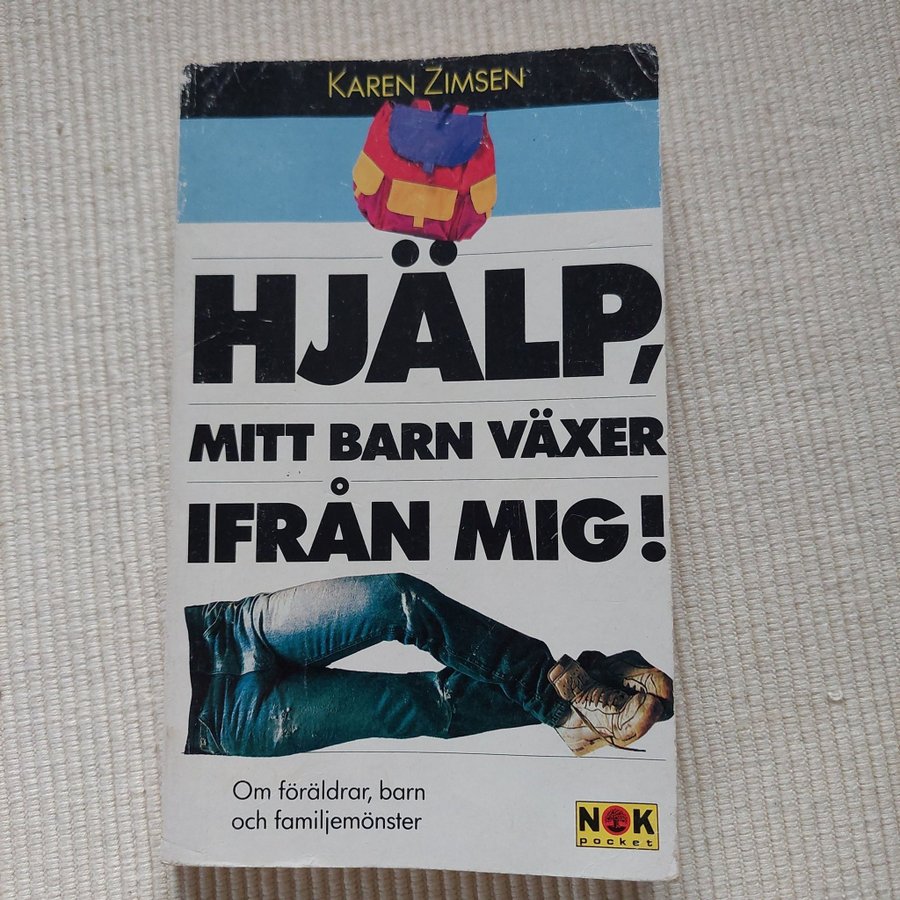 KAREN ZIMSEN
HJÄLP,
MITT BARN VÄXER
IFRÅN MIG!
Om föräldrar, barn
och familjemönster
NOK
pocket